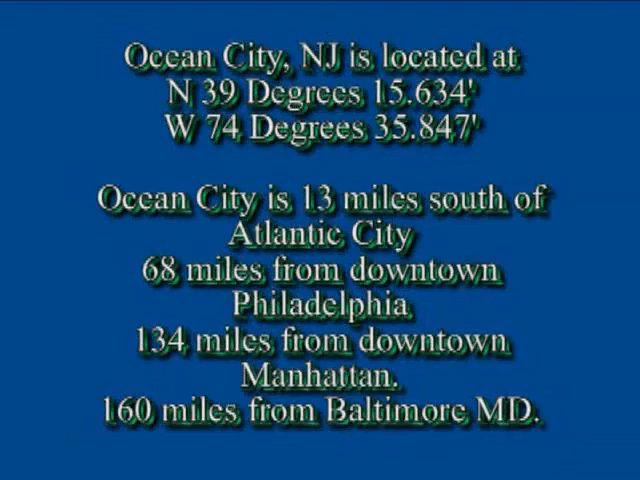 Ocean City, NJ is located at
N 39 Degrees 15.634'
W 74 Degrees 35.847'
Ocean City is 13 miles south of
Atlantic City
68 miles from downtown
Philadelphia
134 miles from downtown
Manhattan.
160 miles from Baltimore MD.